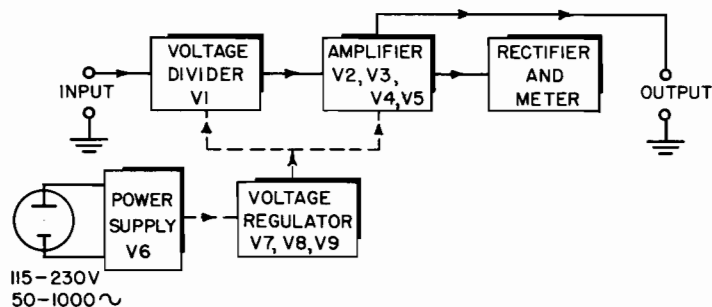 VOLTAGE
DIVIDER
V1
AMPLIFIER
V2, V3,
V4, V5
RECTIFIER
AND
METER
INPUT
OUTPUT
POWER
SUPPLY
V6
VOLTAGE
REGULATOR
V7, V8, V9
115-230V
50-1000~